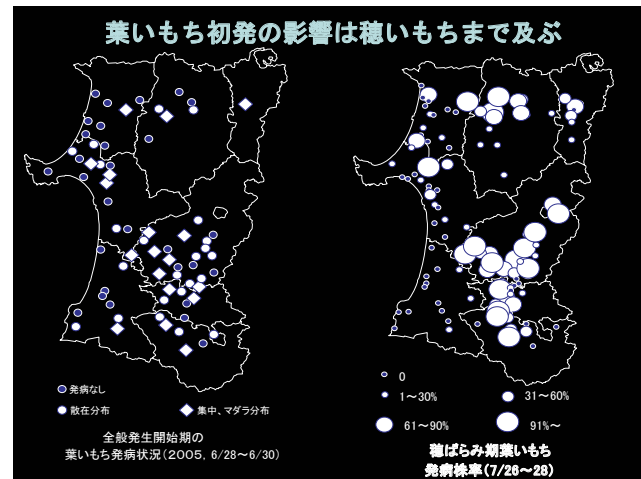 葉いもち初発の影響は穂いもちまで及ぶ
発病なし
散在分布
集中、マダラ分布
全般発生開始期の
葉いもち発病状況(2005, 6/28~6/30)
0
1~30%
31~60%
61~90%
91%~
穂ばらみ期葉いもち
発病株率(7/26~28)